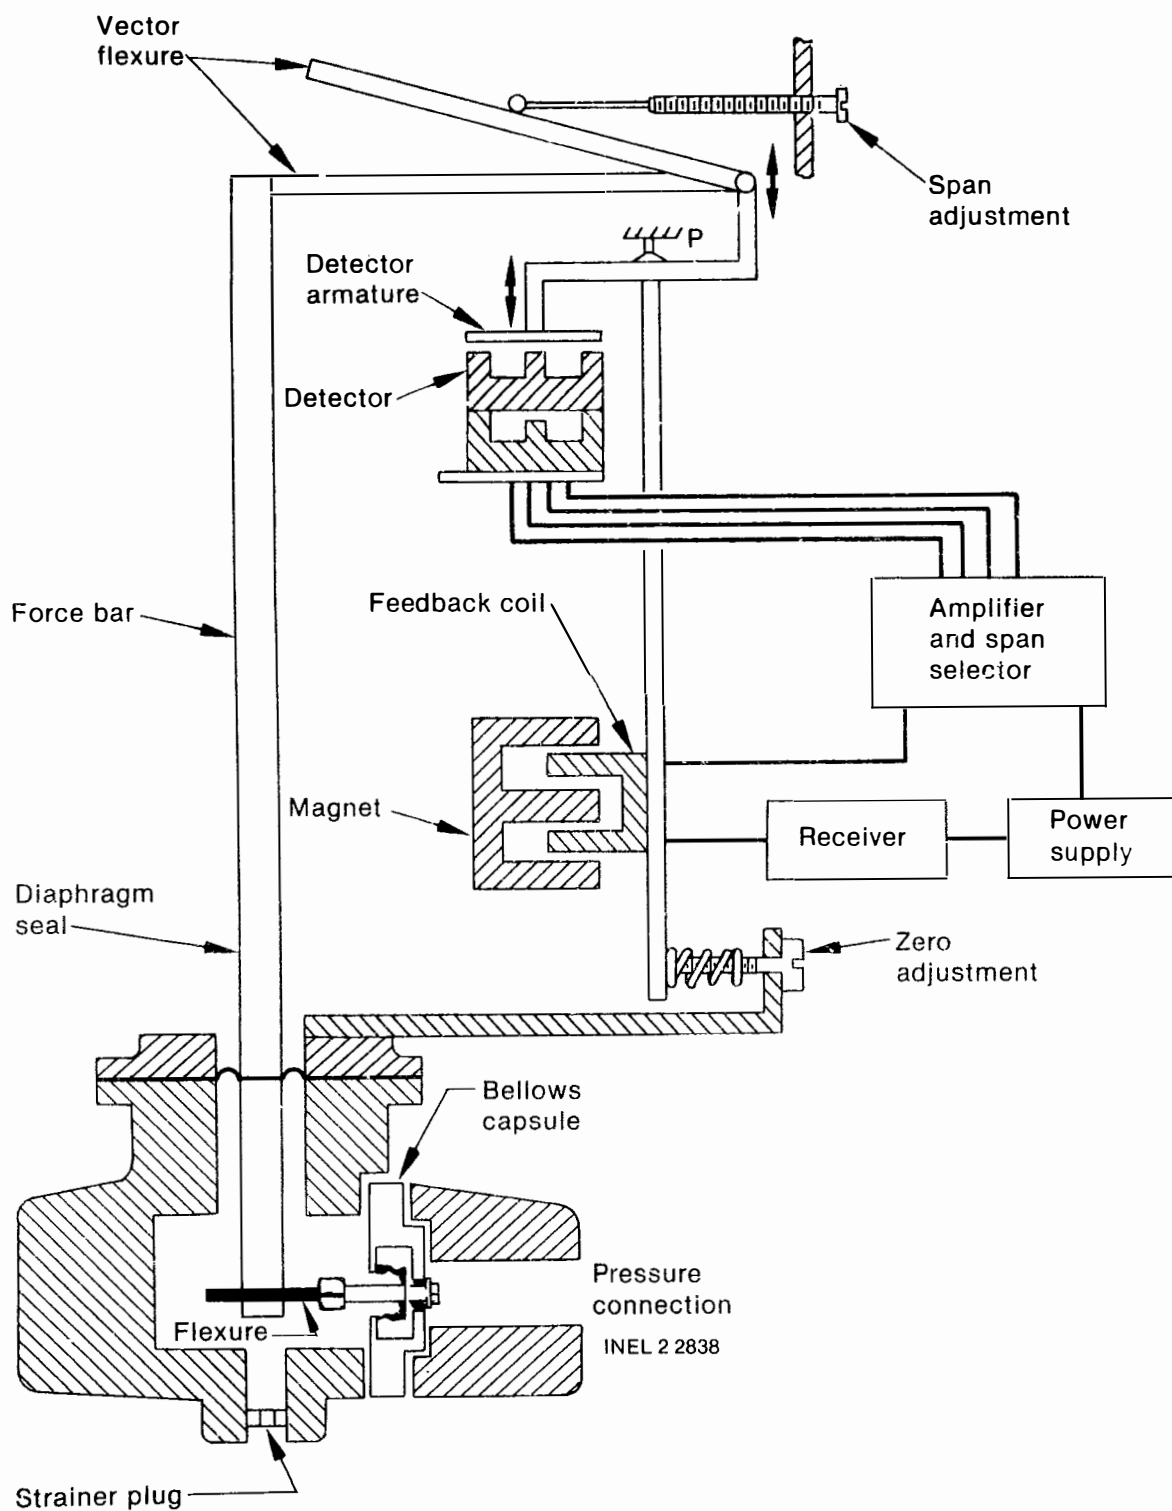 Vector
flexure
Span
adjustment
P
Detector
armature
Detector
Force bar
Feedback coil
Amplifier
and span
selector
Magnet
Receiver
Power
supply
Diaphragm
seal
Zero
adjustment
Bellows
capsule
Pressure
connection
INEL 2 2838
Flexure
Strainer plug